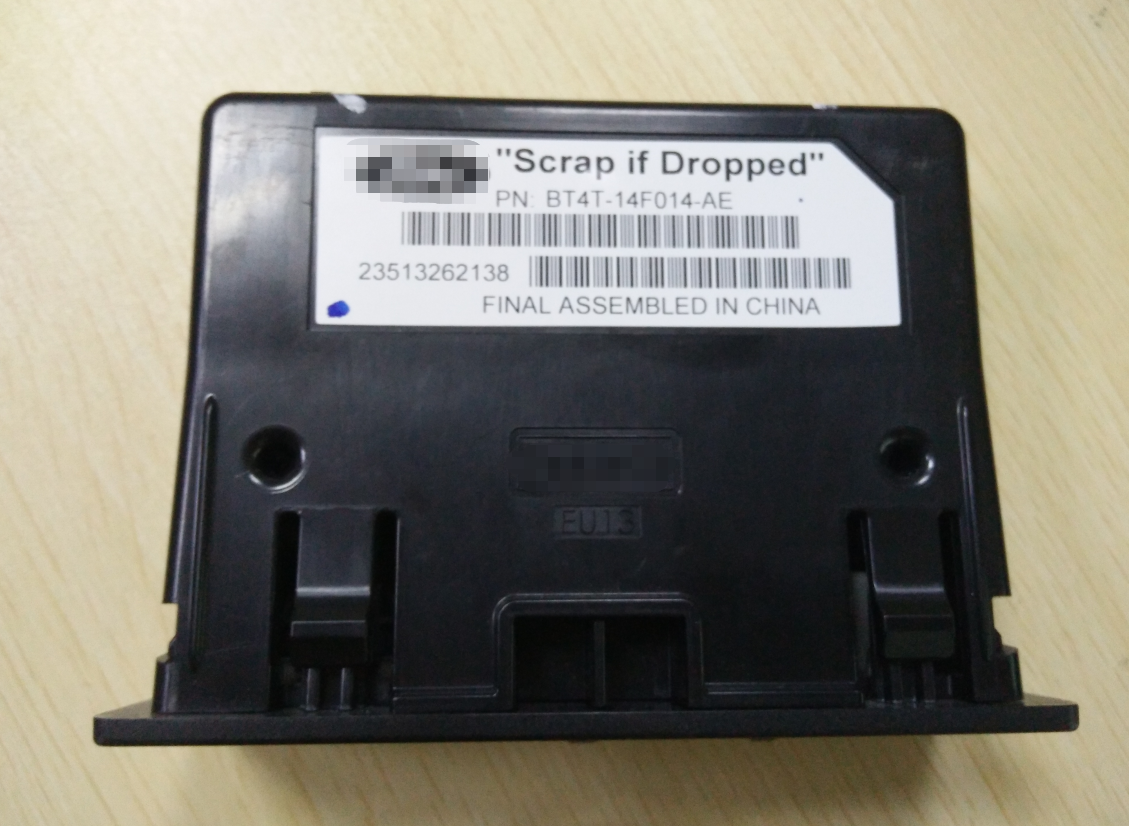 "Scrap if Dropped"
PN: BT4T-14F014-AE
23513262138
FINAL ASSEMBLED IN CHINA
EU13